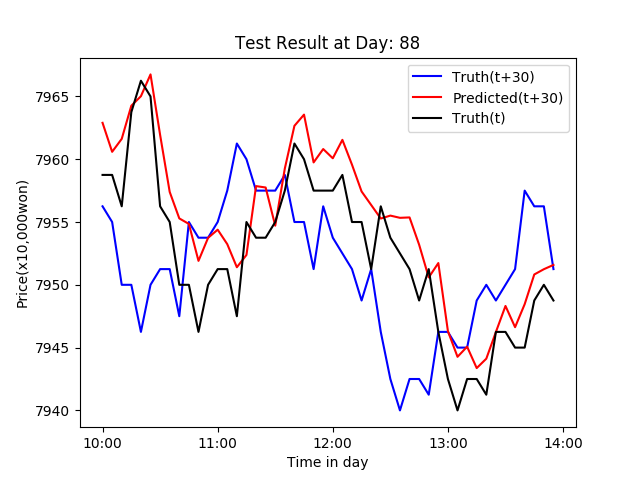 Test Result at Day: 88
Truth(t+30)
Predicted(t+30)
Truth(t)
Price(x10,000won)
7965
7960
7955
7950
7945
7940
10:00 11:00 12:00 13:00 14:00
Time in day